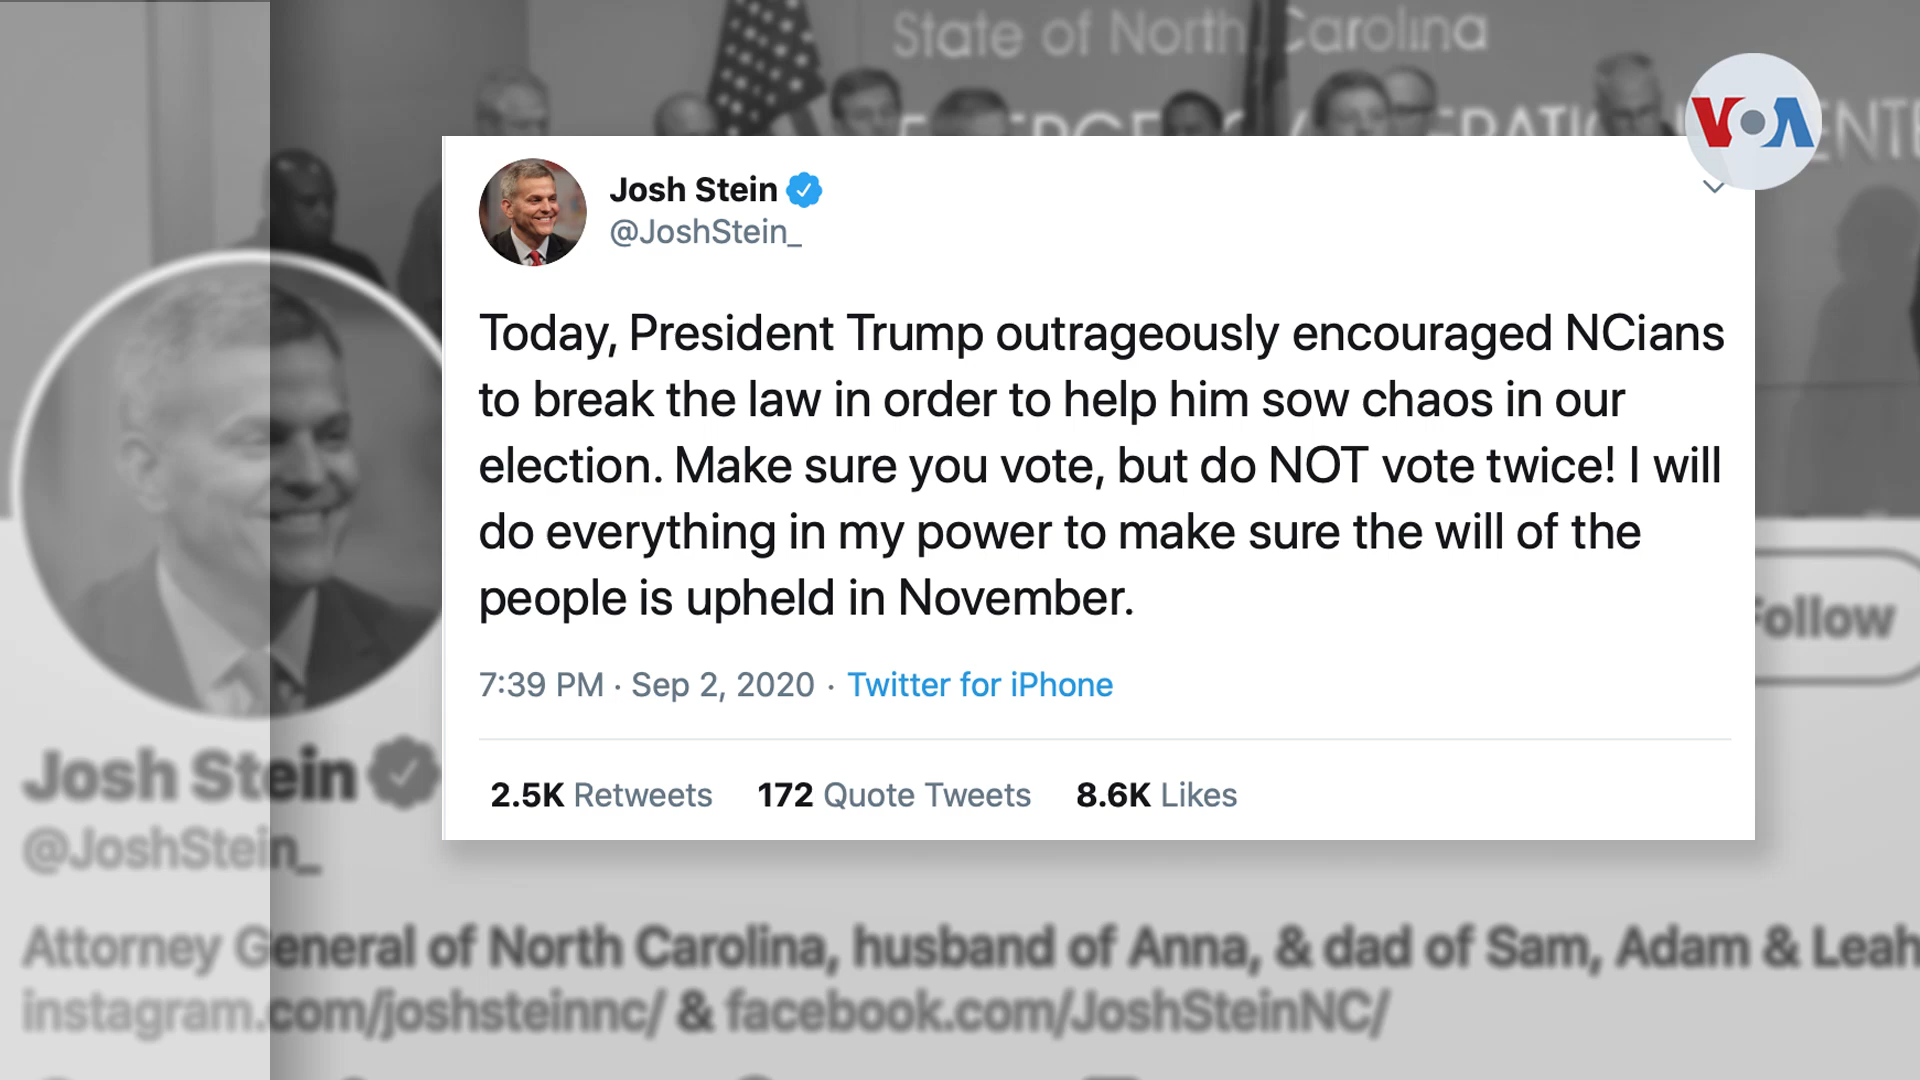 State of North Carolina
VOA
Josh Stein
@JoshStein_
Today, President Trump outrageously encouraged NCians
to break the law in order to help him sow chaos in our
election. Make sure you vote, but do NOT vote twice! I will
do everything in my power to make sure the will of the
people is upheld in November.
7:39 PM · Sep 2, 2020 · Twitter for iPhone
2.5K Retweets 172 Quote Tweets 8.6K Likes
Follow
Josh Stein
@JoshStein_
Attorney General of North Carolina, husband of Anna, & dad of Sam, Adam & Leah
instagram.com/joshsteinnc/ & facebook.com/JoshSteinNC/